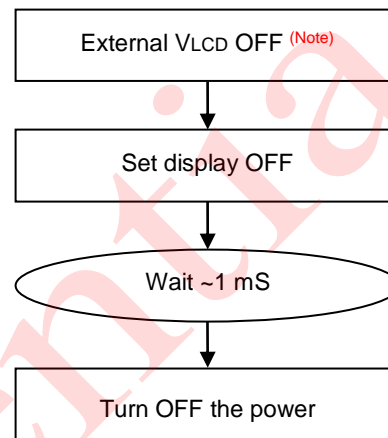 External VLCD OFF (Note)
Set display OFF
Wait ~1 mS
Turn OFF the power